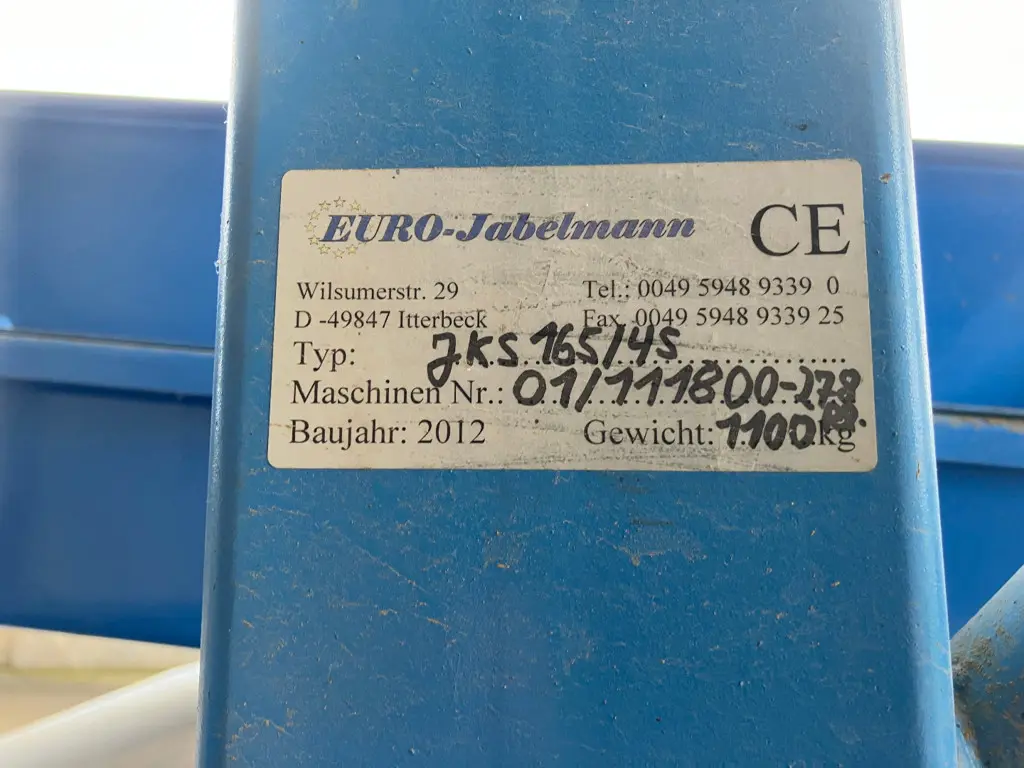 EURO-Jabelmann CE
Wilsumerstr. 29 Tel.: 0049 5948 9339 0
D -49847 Itterbeck Fax. 0049 5948 9339 25
Typ: JKS 165/45
Maschinen Nr.: 01/111800-278
Baujahr: 2012 Gewicht: 1100 kg